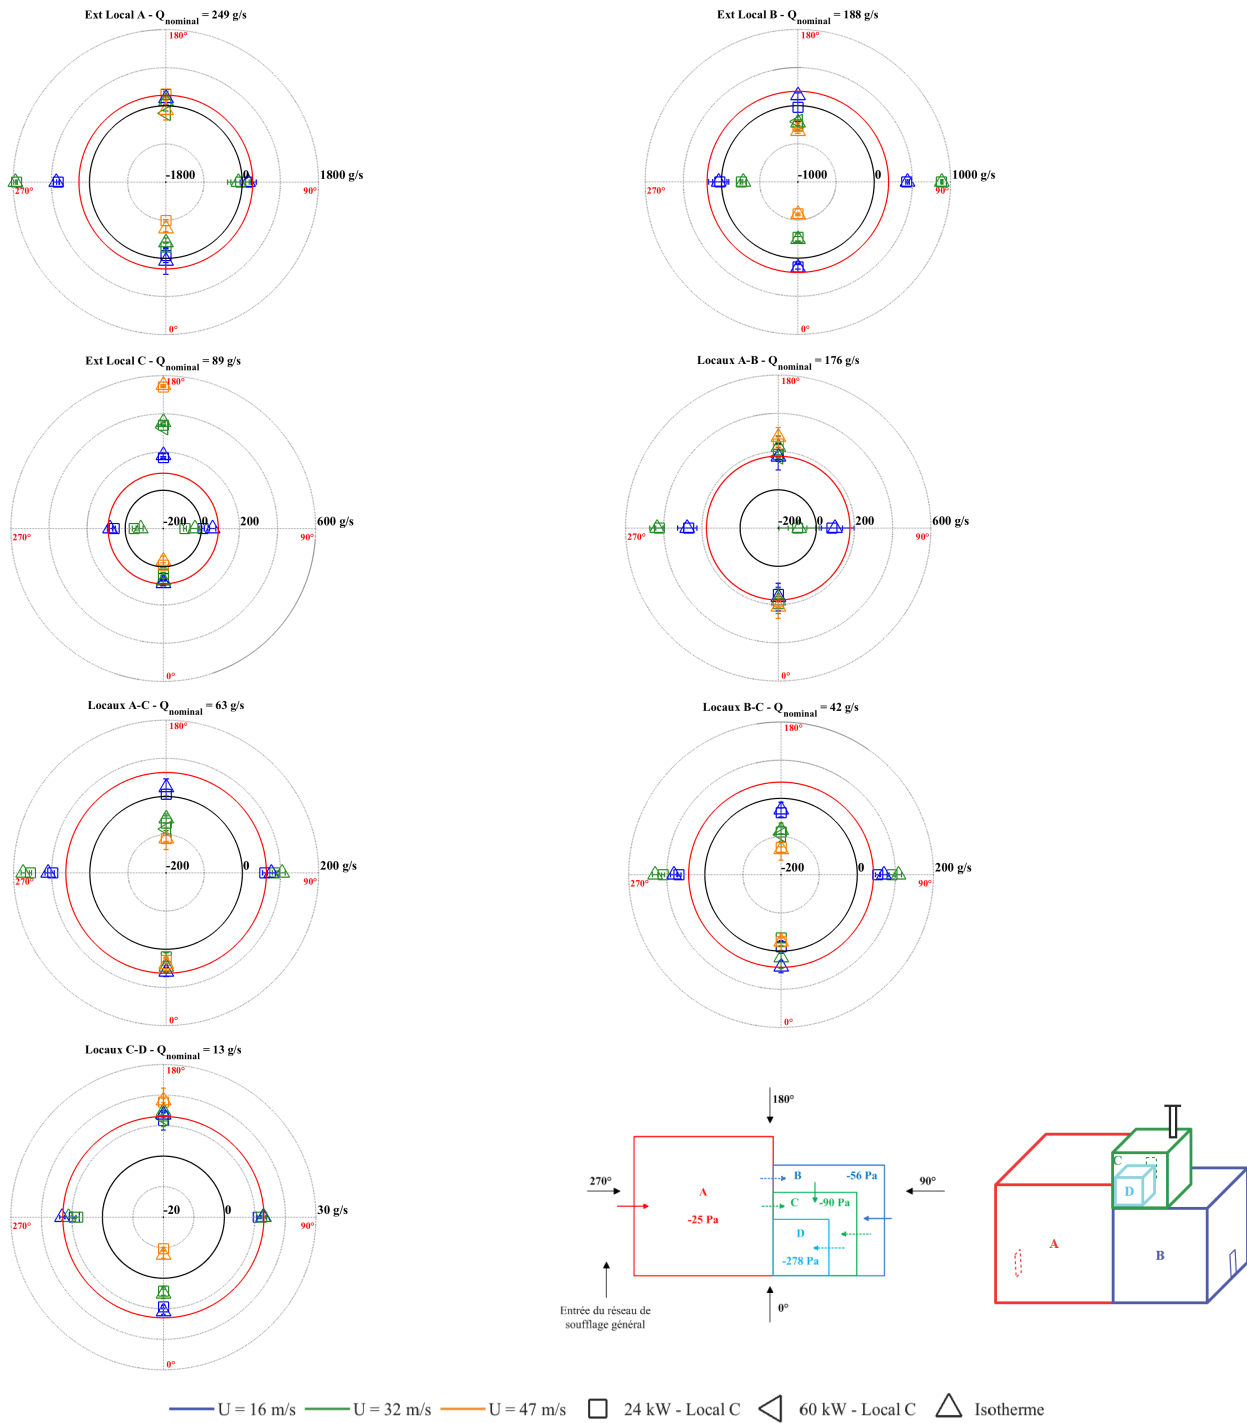 Ext Local A - Qnominal = 249 g/s
180°
-1800
0
1800 g/s
270°
90°
0°
Ext Local B - Qnominal = 188 g/s
180°
-1000
0
1000 g/s
270°
90°
0°
Ext Local C - Qnominal = 89 g/s
180°
-200
0
200
600 g/s
270°
90°
0°
Locaux A-B - Qnominal = 176 g/s
180°
-200
0
200
600 g/s
270°
90°
0°
Locaux A-C - Qnominal = 63 g/s
180°
-200
0
200 g/s
270°
90°
0°
Locaux B-C - Qnominal = 42 g/s
180°
-200
0
200 g/s
270°
90°
0°
Locaux C-D - Qnominal = 13 g/s
180°
-20
0
30 g/s
270°
90°
0°
180°
270°
90°
A
-25 Pa
B
-56 Pa
C
-90 Pa
D
-278 Pa
Entrée du réseau de
soufflage général
0°
C
D
A
B
U = 16 m/s
U = 32 m/s
U = 47 m/s
24 kW - Local C
60 kW - Local C
Isotherme